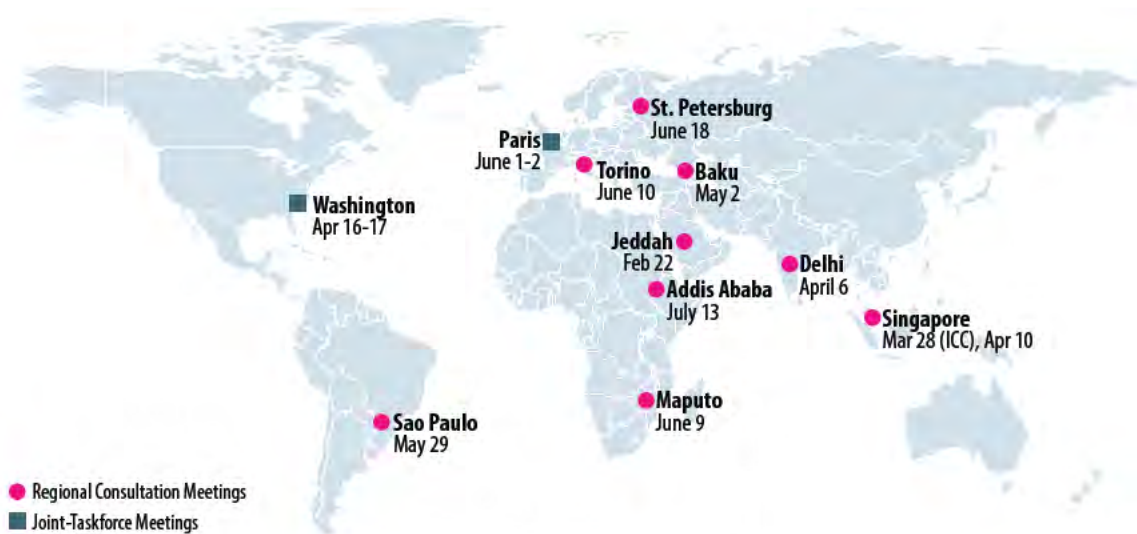 St. Petersburg
June 18
Paris
June 1-2
Torino
June 10
Baku
May 2
Washington
Apr 16-17
Jeddah
Feb 22
Delhi
April 6
Addis Ababa
July 13
Singapore
Mar 28 (ICC), Apr 10
Maputo
June 9
Sao Paulo
May 29
Regional Consultation Meetings
Joint-Taskforce Meetings